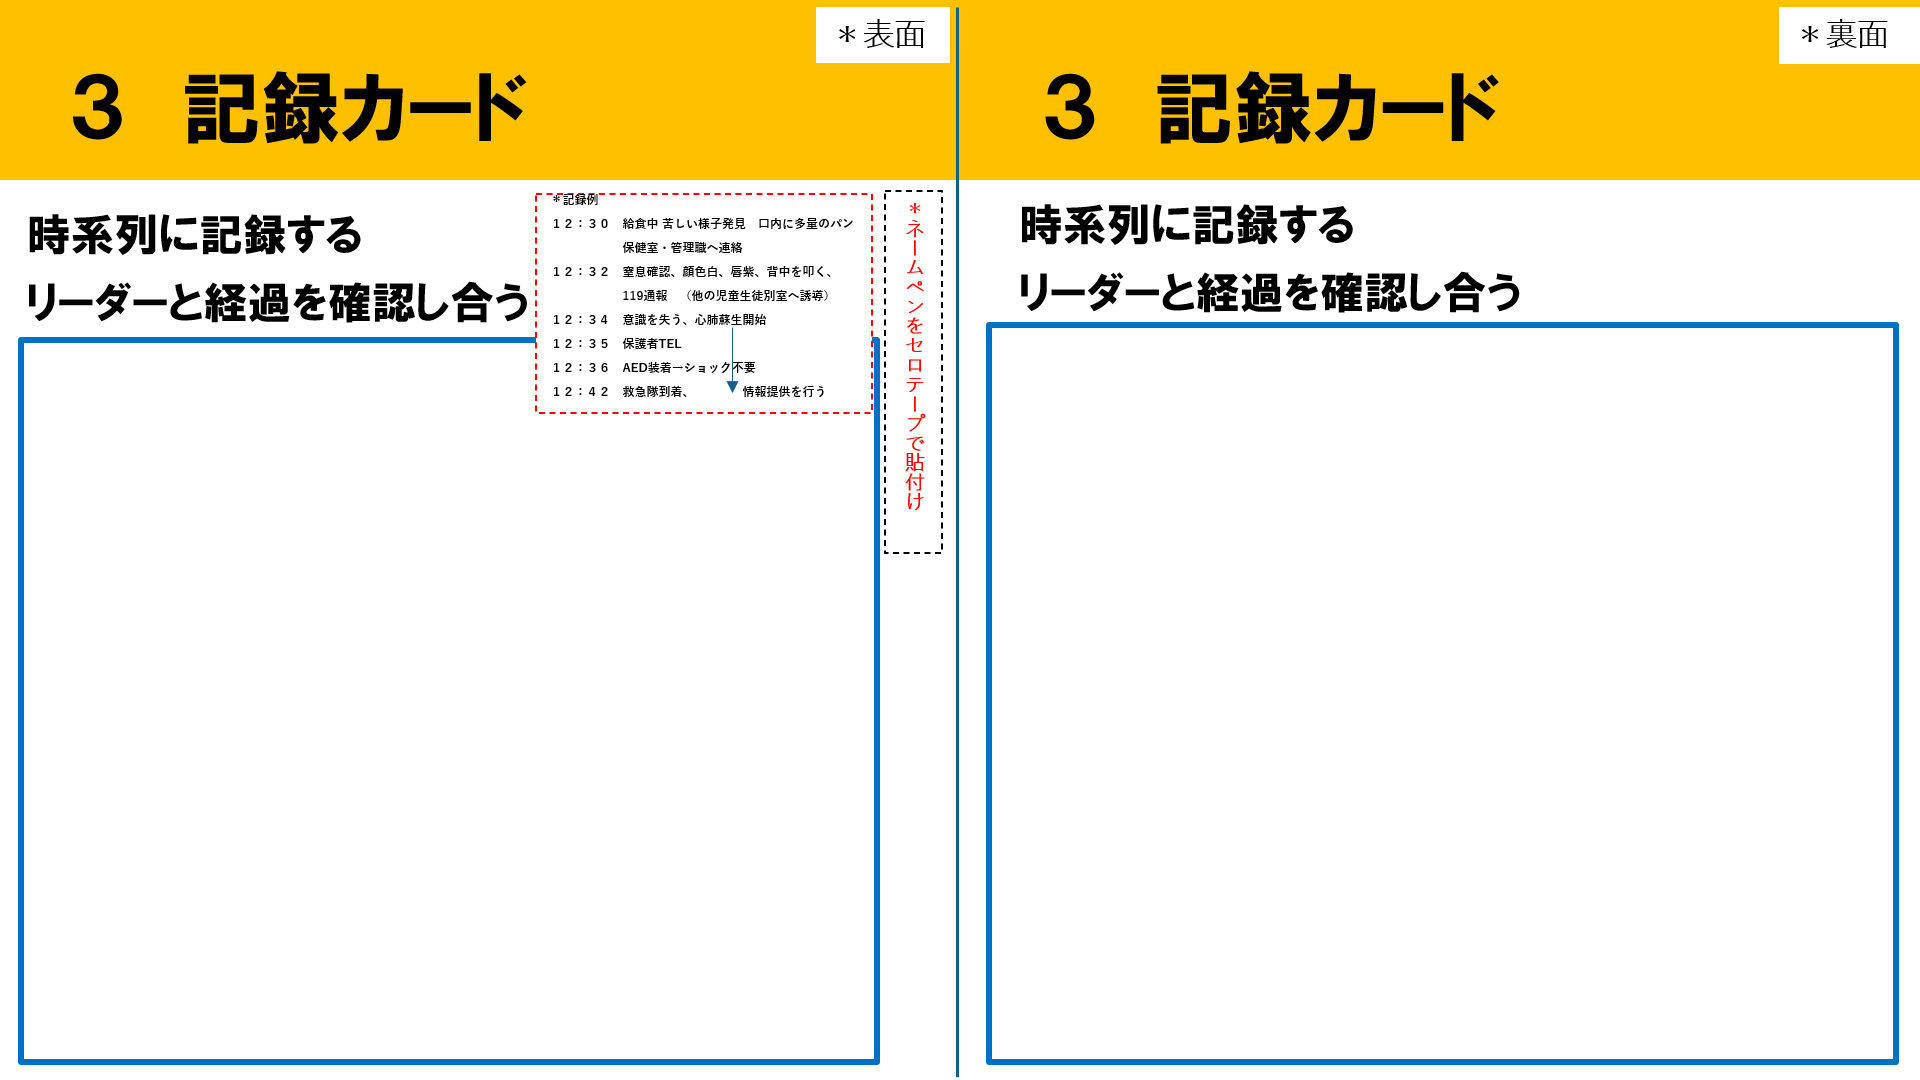 ＊表面
３　記録カード
時系列に記録する
リーダーと経過を確認し合う
＊記録例
１２：３０　給食中 苦しい様子発見　口内に多量のパン
保健室・管理職へ連絡
１２：３２　窒息確認、顔色白、唇紫、背中を叩く、
119通報　（他の児童生徒別室へ誘導）
１２：３４　意識を失う、心肺蘇生開始
１２：３５　保護者TEL
１２：３６　AED装着→ショック不要
１２：４２　救急隊到着、　　　　情報提供を行う
＊ネームペンをセロテープで貼付け
＊裏面
３　記録カード
時系列に記録する
リーダーと経過を確認し合う